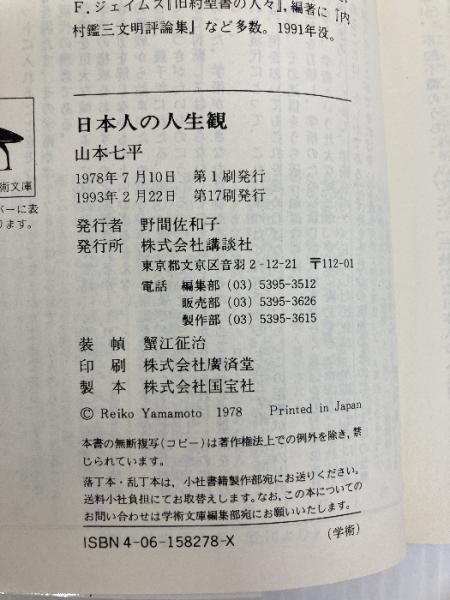 F.ジェイムス『旧約聖書の人々』，編著に『内
村鑑三文明評論集』など多数。1991年没。
術文庫
バーに表
ります。
日本人の人生観
山本七平
1978年7月10日　第1刷発行
1993年2月22日　第17刷発行
発行者　野間佐和子
発行所　株式会社講談社
東京都文京区音羽2-12-21　〒112-01
電話　編集部（03）5395-3512
販売部（03）5395-3626
製作部（03）5395-3615
装　幀　蟹江征治
印　刷　株式会社廣済堂
製　本　株式会社国宝社
© Reiko Yamamoto 1978　Printed in Japan
本書の無断複写（コピー）は著作権法上での例外を除き，禁
じられています。
落丁本・乱丁本は，小社書籍製作部宛にお送りください。
送料小社負担にてお取替えします。なお，この本についての
お問い合わせは学術文庫編集部宛にお願いいたします。
ISBN4-06-158278-X
（学術）